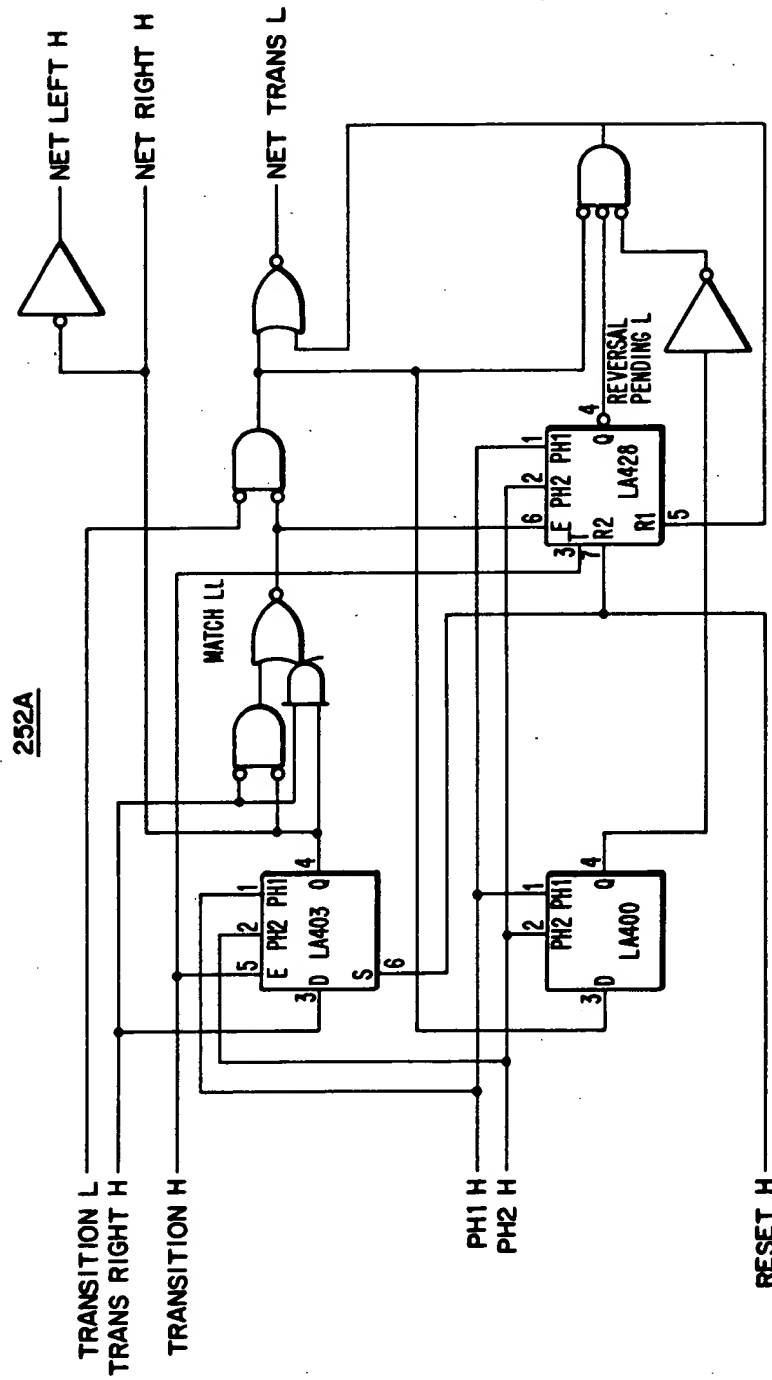 252A
NET LEFT H
NET RIGHT H
NET TRANS L
TRANSITION L
TRANS RIGHT H
TRANSITION H
PH1 H
PH2 H
RESET H
MATCH LL
5 2 1
E PH2 PH1
3 D LA403 Q 4
S
6
2 1
PH2 PH1
3 D LA400 Q 4
6 2 1
E PH2 PH1
3 T
7 R2
LA428
Q 4
R1
5
REVERSAL
PENDING L